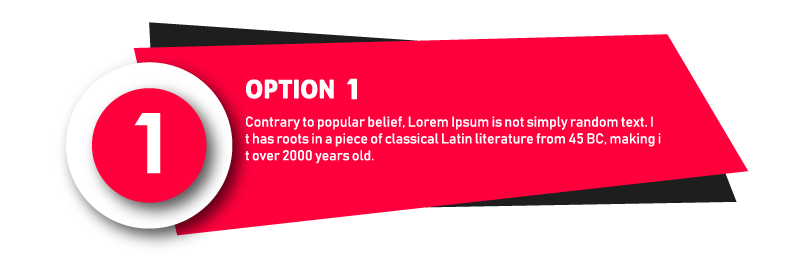 1
OPTION 1
Contrary to popular belief, Lorem Ipsum is not simply random text. I
t has roots in a piece of classical Latin literature from 45 BC, making i
t over 2000 years old.